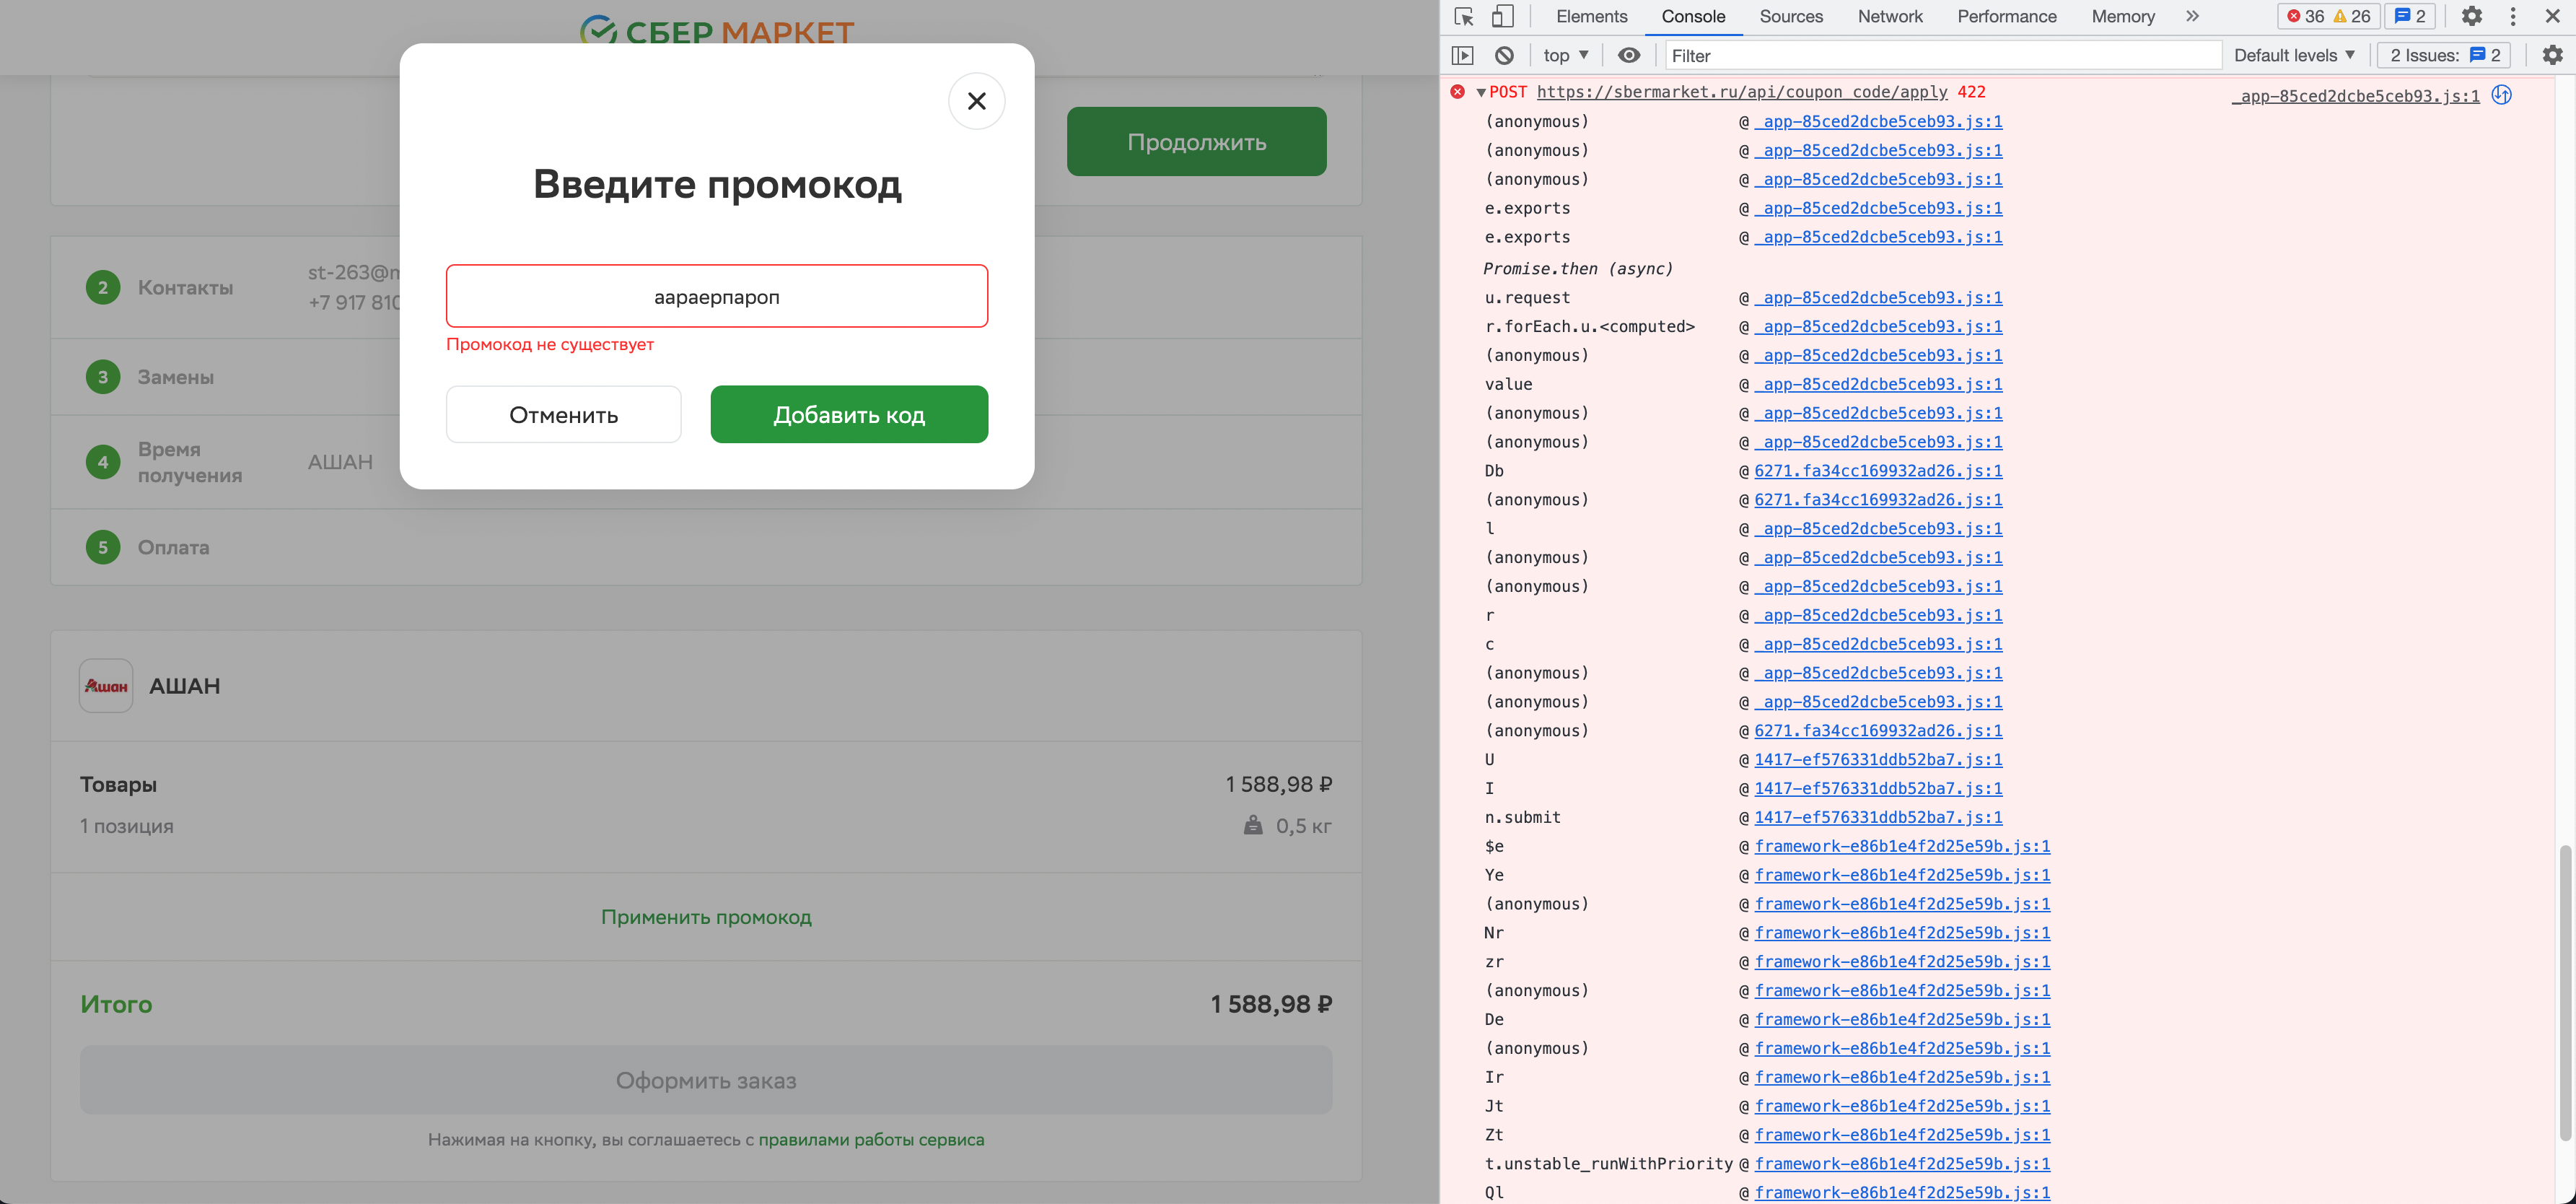 СБЕР МАРКЕТ
Продолжить
Введите промокод
аараерпароп
Промокод не существует
Отменить
Добавить код
2 Контакты
st-263@m
+7 917 810
3 Замены
4 Время получения
АШАН
5 Оплата
Ашан АШАН
Товары 1 588,98 ₽
1 позиция 0,5 кг
Применить промокод
Итого 1 588,98 ₽
Оформить заказ
Нажимая на кнопку, вы соглашаетесь с правилами работы сервиса
Elements Console Sources Network Performance Memory » 36 26 2
top ▼ Filter Default levels ▼ 2 Issues: 2
▼POST https://sbermarket.ru/api/coupon_code/apply 422 _app-85ced2dcbe5ceb93.js:1
(anonymous) @ _app-85ced2dcbe5ceb93.js:1
(anonymous) @ _app-85ced2dcbe5ceb93.js:1
(anonymous) @ _app-85ced2dcbe5ceb93.js:1
e.exports @ _app-85ced2dcbe5ceb93.js:1
e.exports @ _app-85ced2dcbe5ceb93.js:1
Promise.then (async)
u.request @ _app-85ced2dcbe5ceb93.js:1
r.forEach.u.<computed> @ _app-85ced2dcbe5ceb93.js:1
(anonymous) @ _app-85ced2dcbe5ceb93.js:1
value @ _app-85ced2dcbe5ceb93.js:1
(anonymous) @ _app-85ced2dcbe5ceb93.js:1
(anonymous) @ _app-85ced2dcbe5ceb93.js:1
Db @ 6271.fa34cc169932ad26.js:1
(anonymous) @ 6271.fa34cc169932ad26.js:1
l @ _app-85ced2dcbe5ceb93.js:1
(anonymous) @ _app-85ced2dcbe5ceb93.js:1
(anonymous) @ _app-85ced2dcbe5ceb93.js:1
r @ _app-85ced2dcbe5ceb93.js:1
c @ _app-85ced2dcbe5ceb93.js:1
(anonymous) @ _app-85ced2dcbe5ceb93.js:1
(anonymous) @ _app-85ced2dcbe5ceb93.js:1
(anonymous) @ 6271.fa34cc169932ad26.js:1
U @ 1417-ef576331ddb52ba7.js:1
I @ 1417-ef576331ddb52ba7.js:1
n.submit @ 1417-ef576331ddb52ba7.js:1
$e @ framework-e86b1e4f2d25e59b.js:1
Ye @ framework-e86b1e4f2d25e59b.js:1
(anonymous) @ framework-e86b1e4f2d25e59b.js:1
Nr @ framework-e86b1e4f2d25e59b.js:1
zr @ framework-e86b1e4f2d25e59b.js:1
(anonymous) @ framework-e86b1e4f2d25e59b.js:1
De @ framework-e86b1e4f2d25e59b.js:1
(anonymous) @ framework-e86b1e4f2d25e59b.js:1
Ir @ framework-e86b1e4f2d25e59b.js:1
Jt @ framework-e86b1e4f2d25e59b.js:1
Zt @ framework-e86b1e4f2d25e59b.js:1
t.unstable_runWithPriority @ framework-e86b1e4f2d25e59b.js:1
Ql @ framework-e86b1e4f2d25e59b.js:1